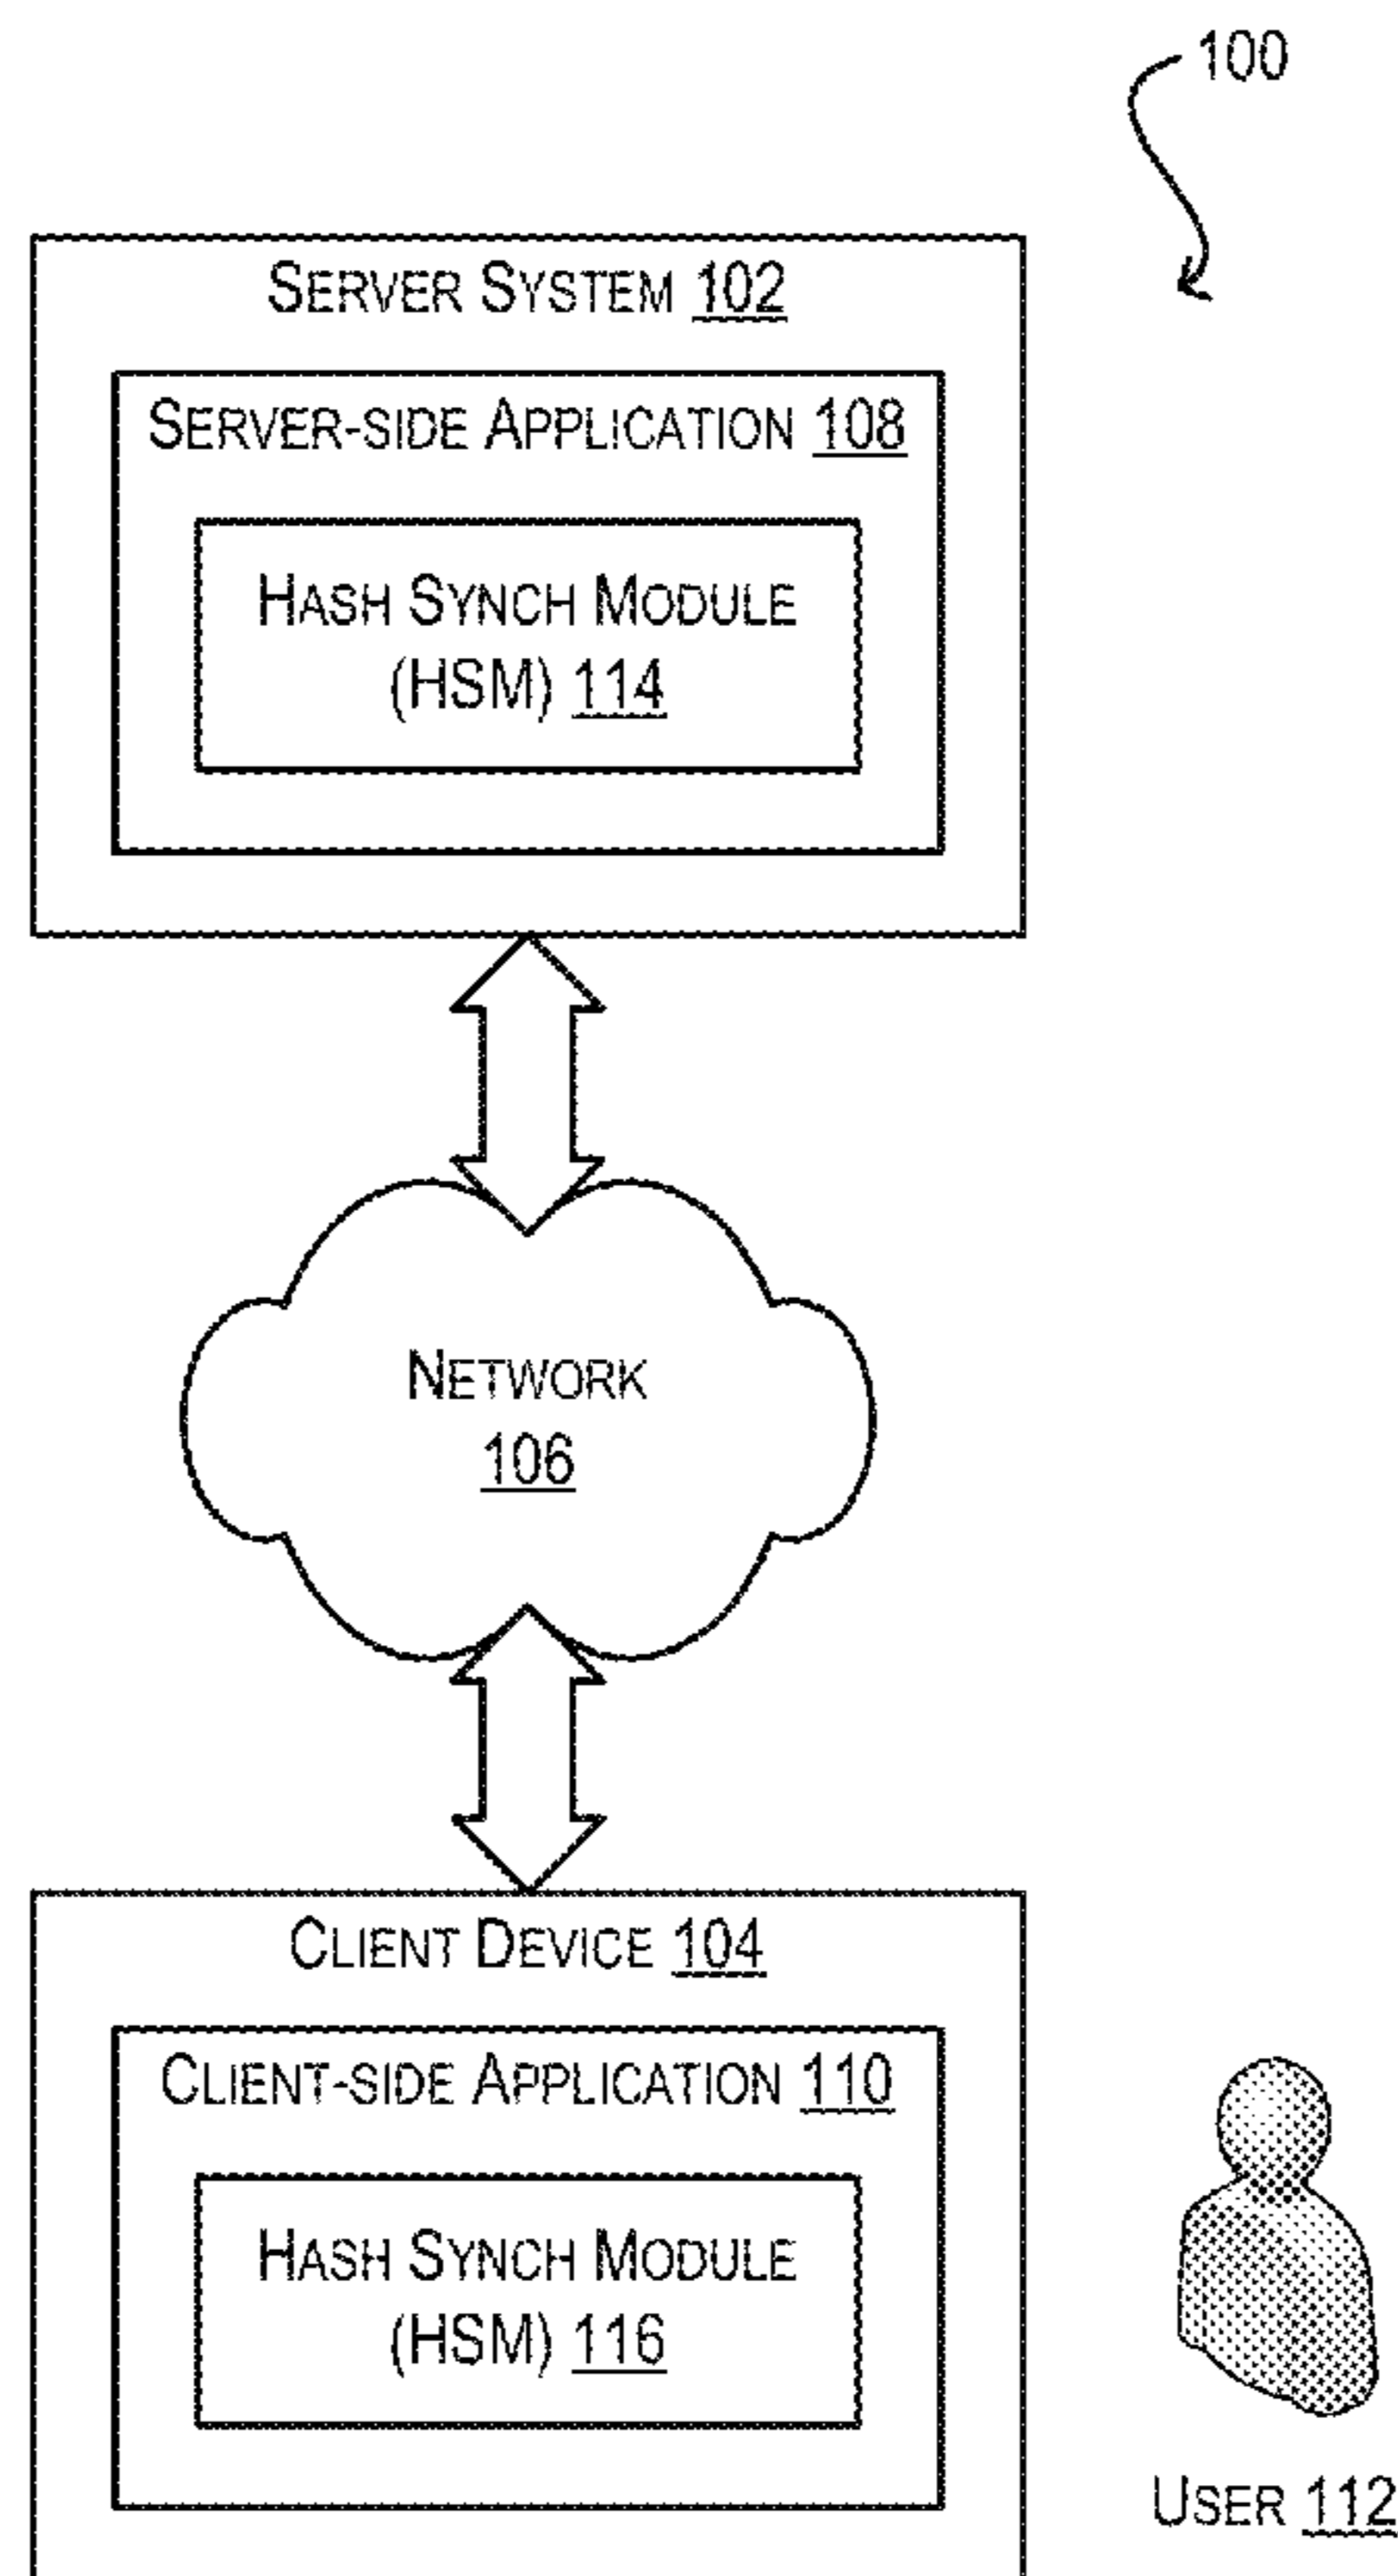 100
SERVER SYSTEM 102
SERVER-SIDE APPLICATION 108
HASH SYNCH MODULE
(HSM) 114
NETWORK
106
CLIENT DEVICE 104
CLIENT-SIDE APPLICATION 110
HASH SYNCH MODULE
(HSM) 116
USER 112